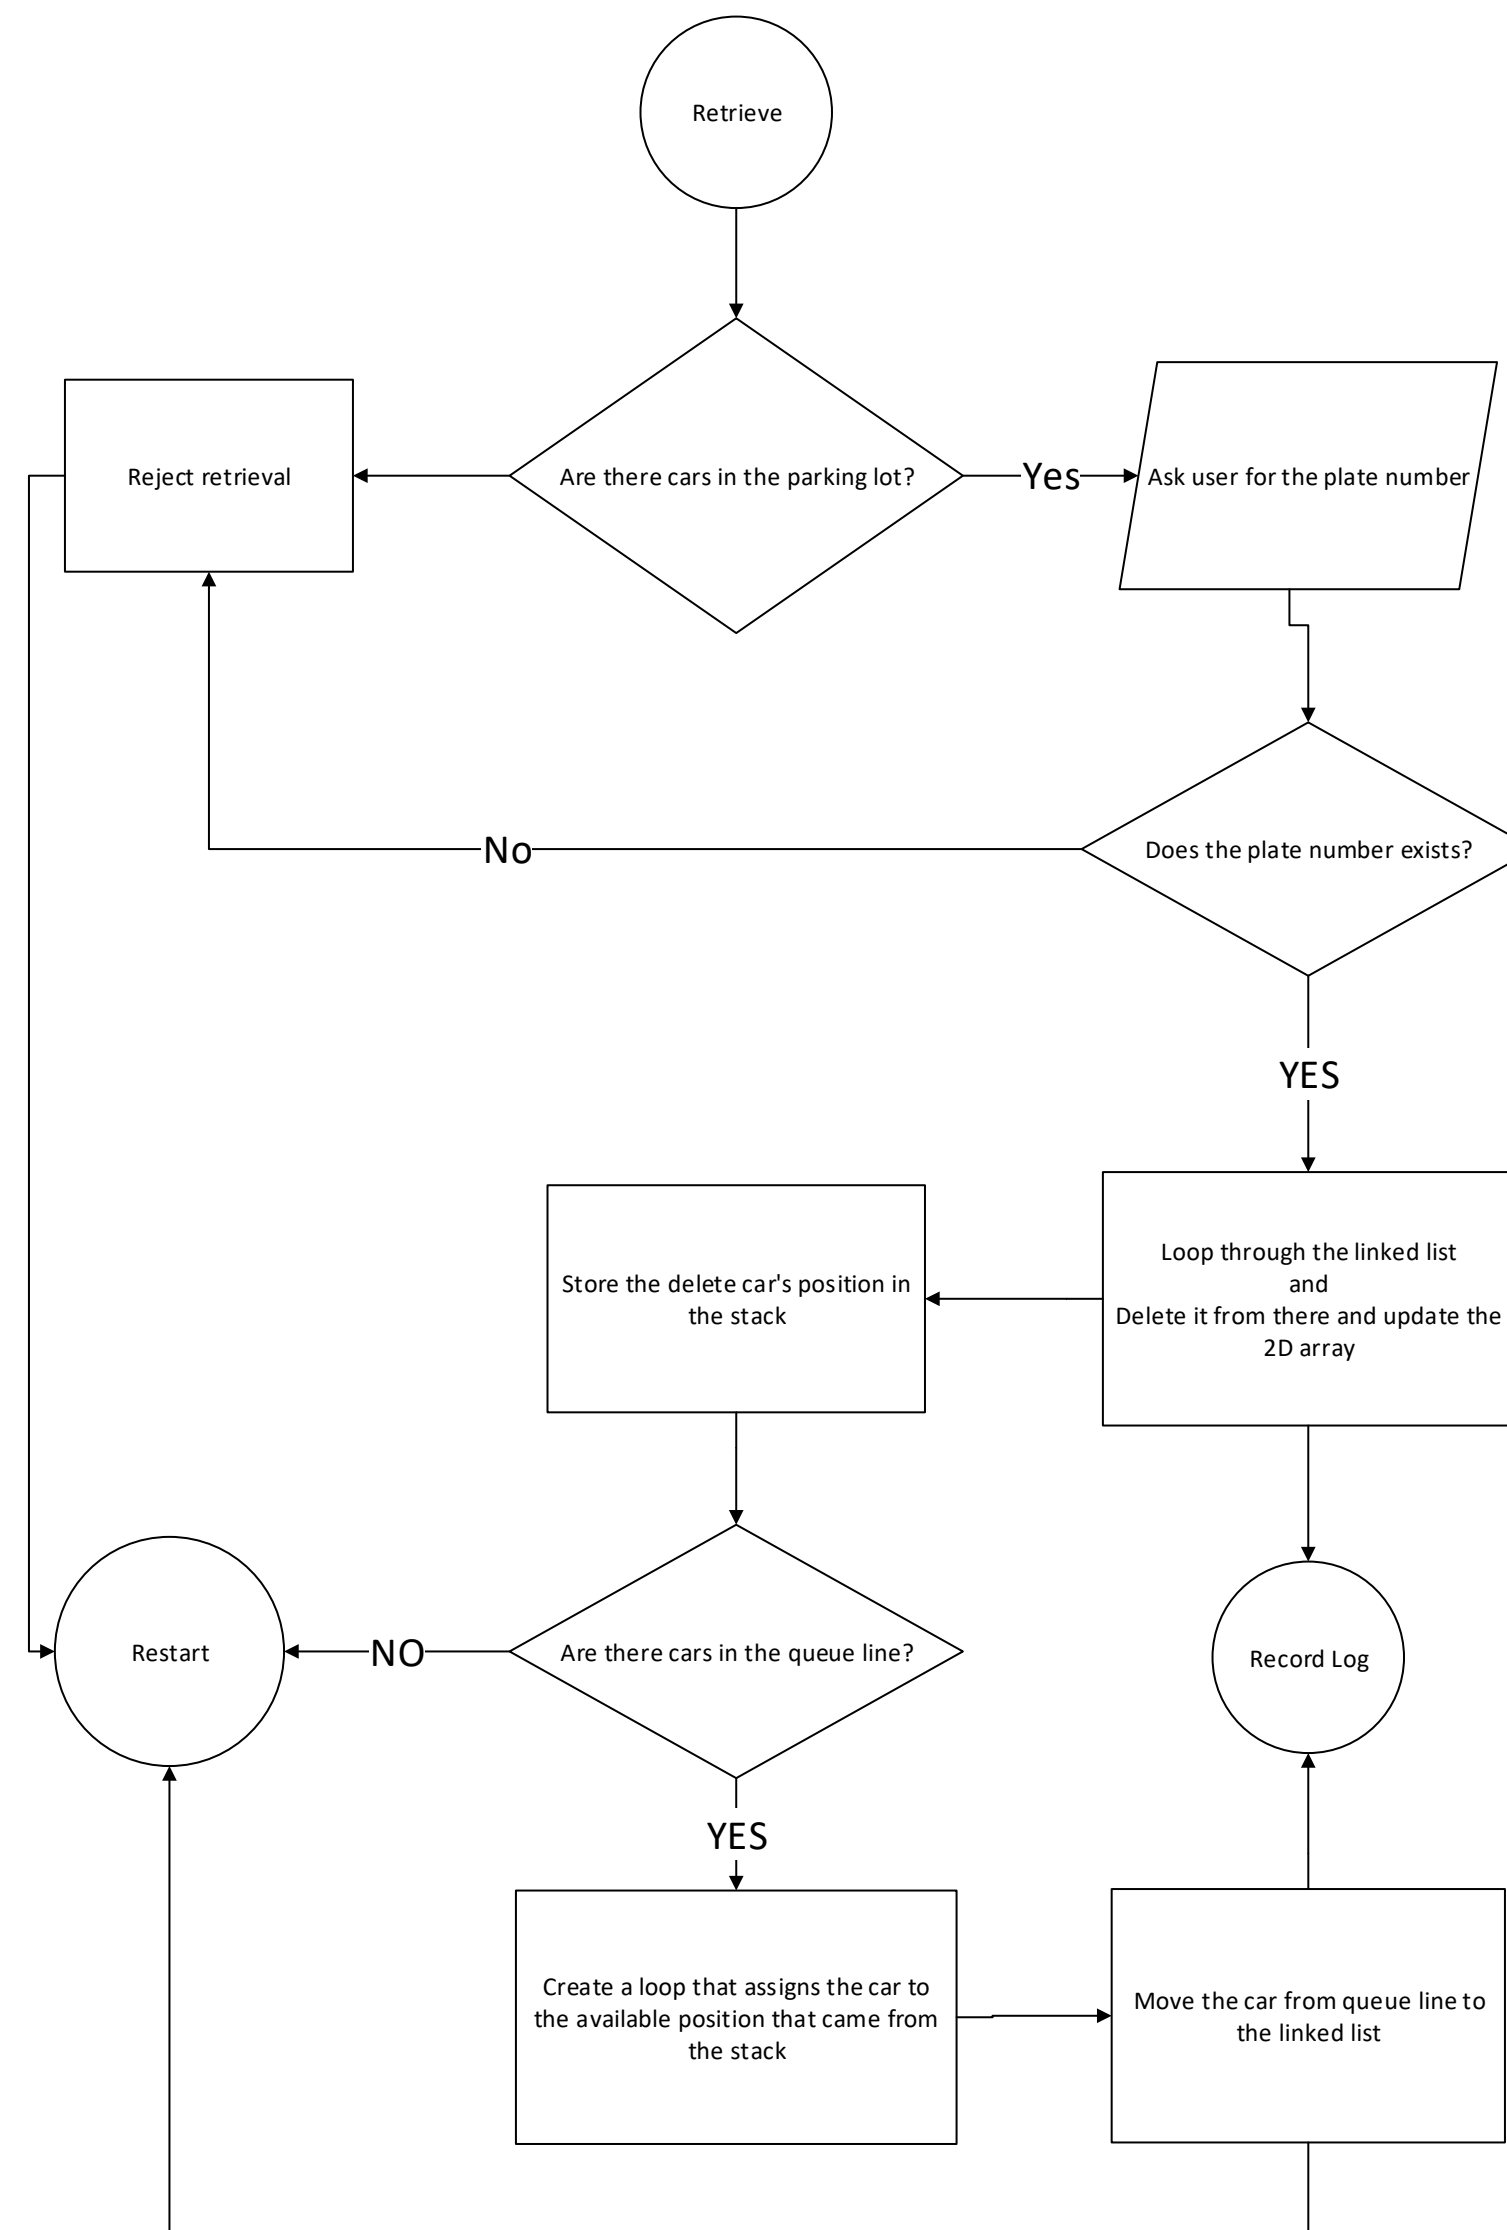 Retrieve
Reject retrieval
Are there cars in the parking lot?
Yes
Ask user for the plate number
No
Does the plate number exists?
YES
Store the delete car's position in
the stack
Loop through the linked list
and
Delete it from there and update the
2D array
Restart
NO
Are there cars in the queue line?
Record Log
YES
Create a loop that assigns the car to
the available position that came from
the stack
Move the car from queue line to
the linked list